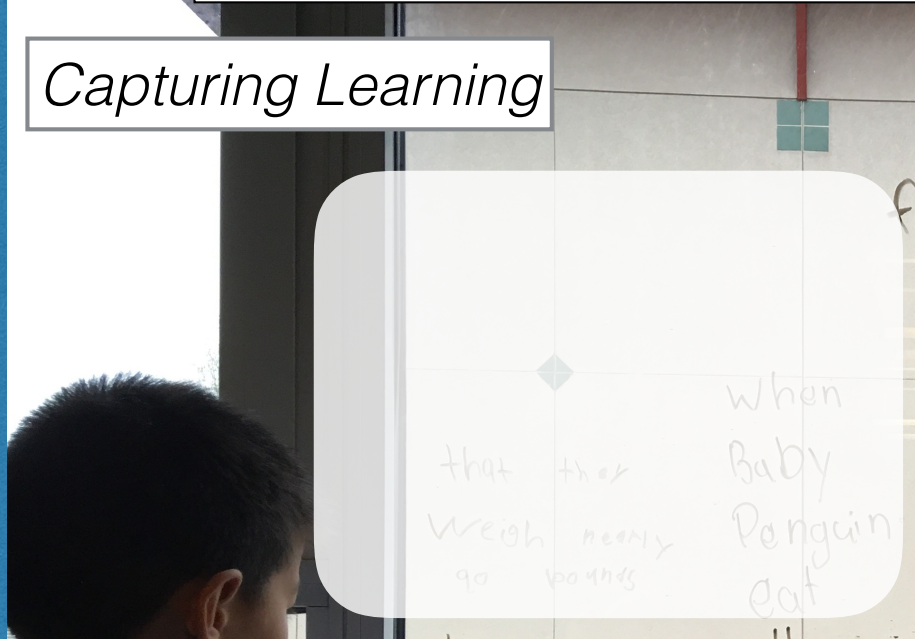 Capturing Learning
that they
weigh nearly
90 pounds
When
Baby
Penguin
eat